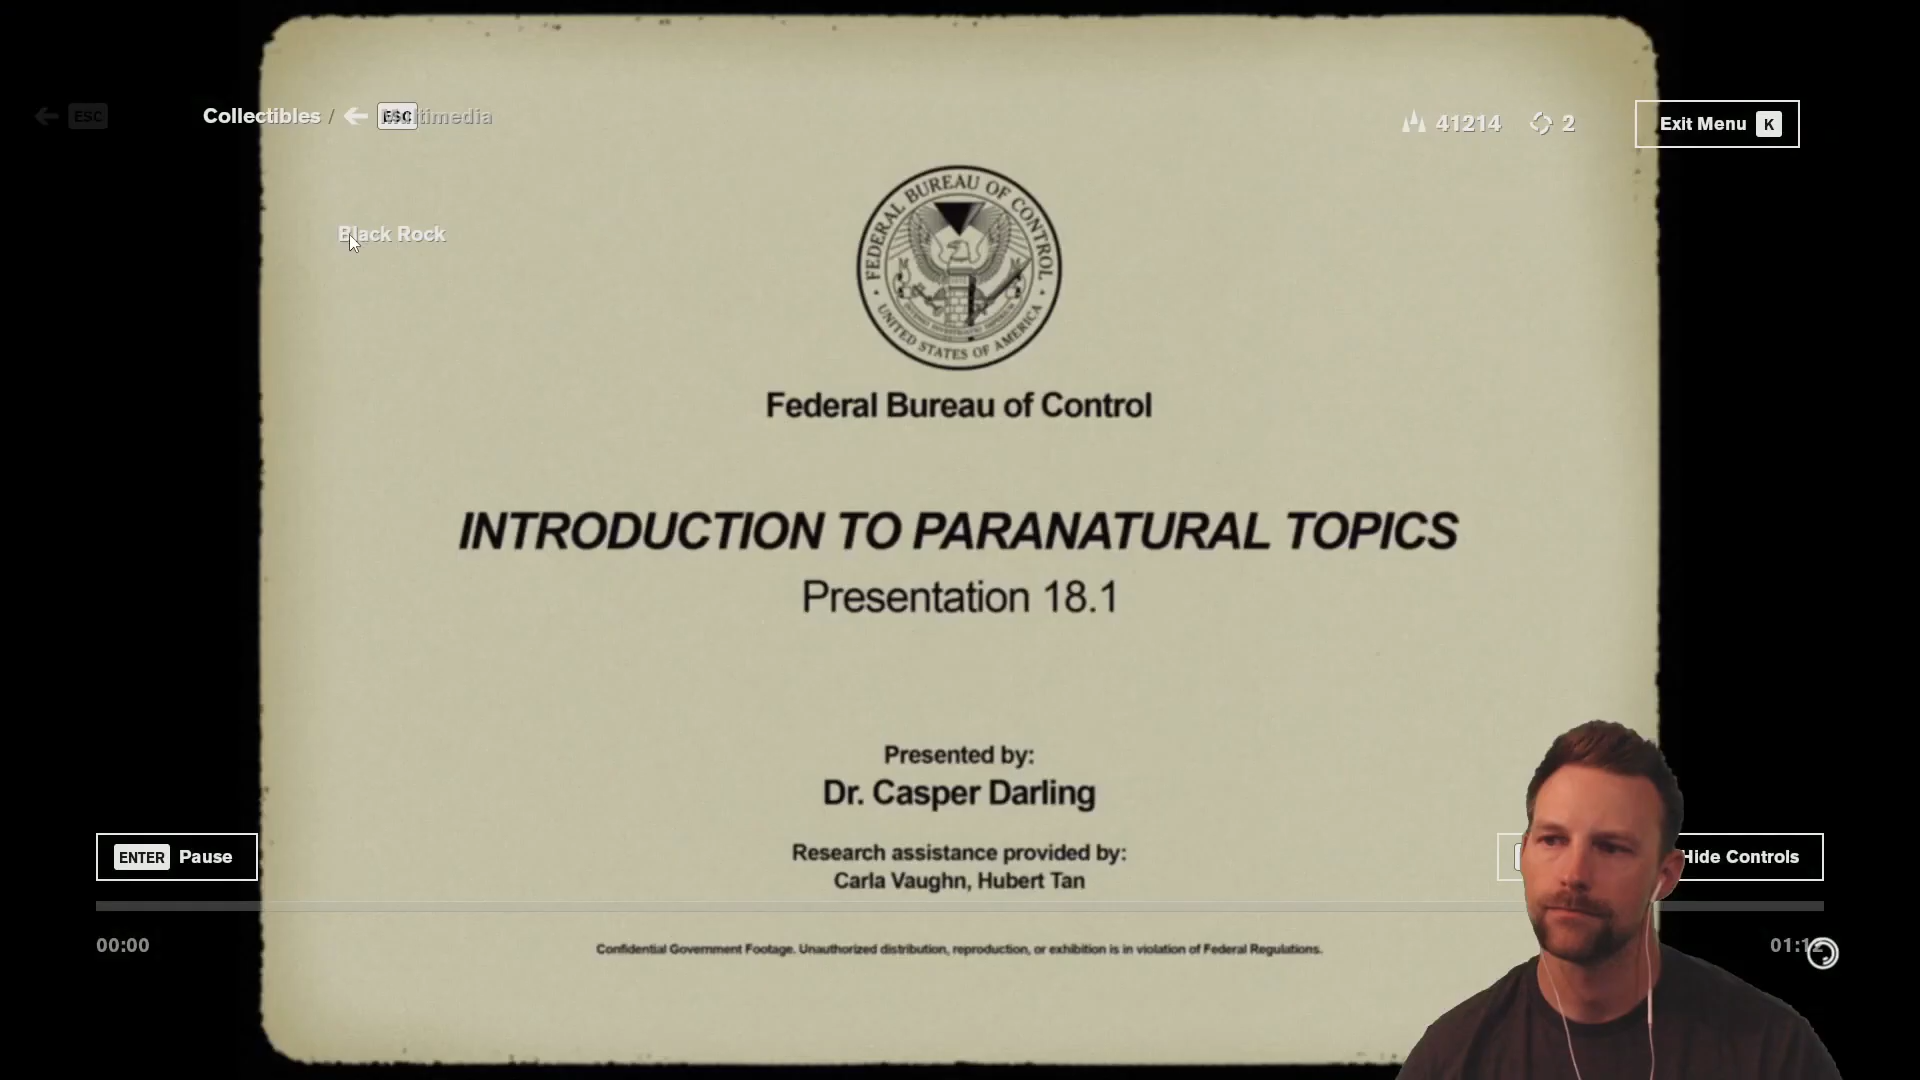 ESC
Collectibles / ESC Multimedia
41214
2
Exit Menu K
Black Rock
FEDERAL BUREAU OF CONTROL
UNITED STATES OF AMERICA
Federal Bureau of Control
INTRODUCTION TO PARANATURAL TOPICS
Presentation 18.1
Presented by:
Dr. Casper Darling
Research assistance provided by:
Carla Vaughn, Hubert Tan
ENTER Pause
Hide Controls
00:00
Confidential Government Footage. Unauthorized distribution, reproduction, or exhibition is in violation of Federal Regulations.